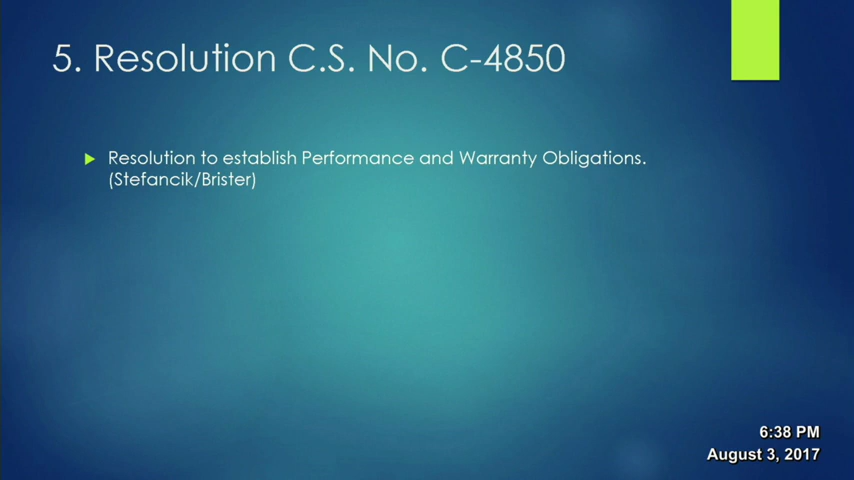 5. Resolution C.S. No. C-4850
Resolution to establish Performance and Warranty Obligations.
(Stefancik/Brister)
6:38 PM
August 3, 2017